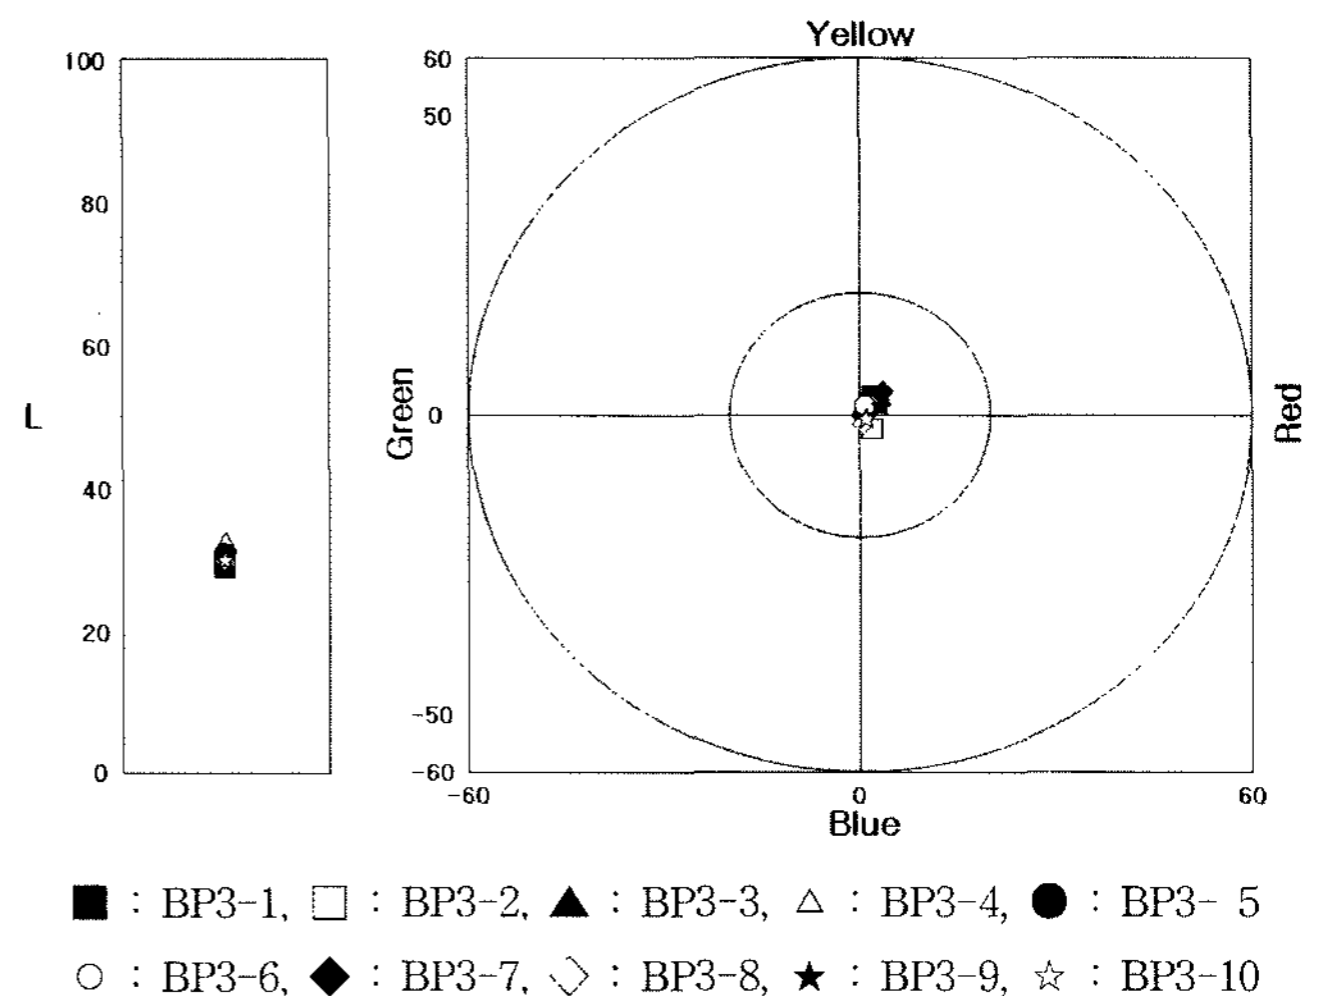 Yellow
100
80
60
40
20
0
L
60
50
0
-50
-60
Green
Red
-60
0
60
Blue
■ : BP3-1, □ : BP3-2, ▲ : BP3-3, △ : BP3-4, ● : BP3- 5
○ : BP3-6, ◆ : BP3-7, ◇ : BP3-8, ★ : BP3-9, ☆ : BP3-10